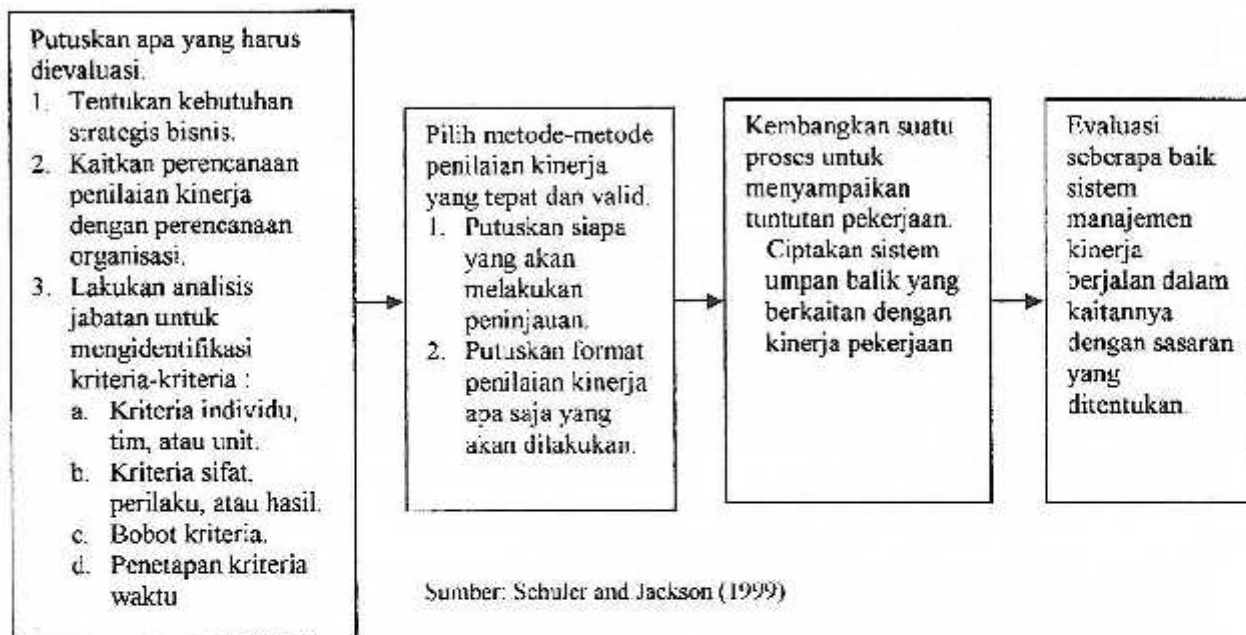 Putuskan apa yang harus
dievaluasi.
1. Tentukan kebutuhan
strategis bisnis.
2. Kaitkan perencanaan
penilaian kinerja
dengan perencanaan
organisasi.
3. Lakukan analisis
jabatan untuk
mengidentifikasi
kriteria-kriteria :
a. Kriteria individu,
tim, atau unit.
b. Kriteria sifat,
perilaku, atau hasil.
c. Bobot kriteria.
d. Penetapan kriteria
waktu
Pilih metode-metode
penilaian kinerja
yang tepat dan valid.
1. Putuskan siapa
yang akan
melakukan
peninjauan.
2. Putuskan format
penilaian kinerja
apa saja yang
akan dilakukan.
Kembangkan suatu
proses untuk
menyampaikan
tuntutan pekerjaan.
Ciptakan sistem
umpan balik yang
berkaitan dengan
kinerja pekerjaan
Evaluasi
seberapa baik
sistem
manajemen
kinerja
berjalan dalam
kaitannya
dengan sasaran
yang
ditentukan.
Sumber: Schuler and Jackson (1999)